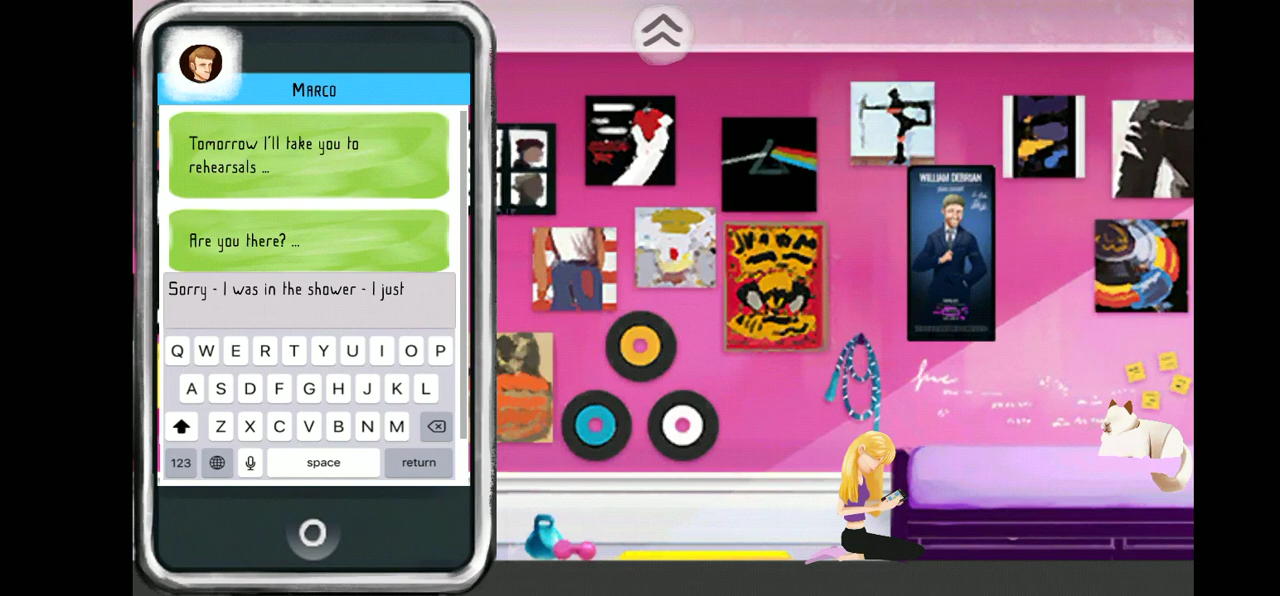 Marco
Tomorrow I'll take you to
rehearsals ...
Are you there? ...
Sorry - I was in the shower - I just
Q W E R T Y U I O P
A S D F G H J K L
Z X C V B N M
123 space return
WILLIAM DEBRIAN